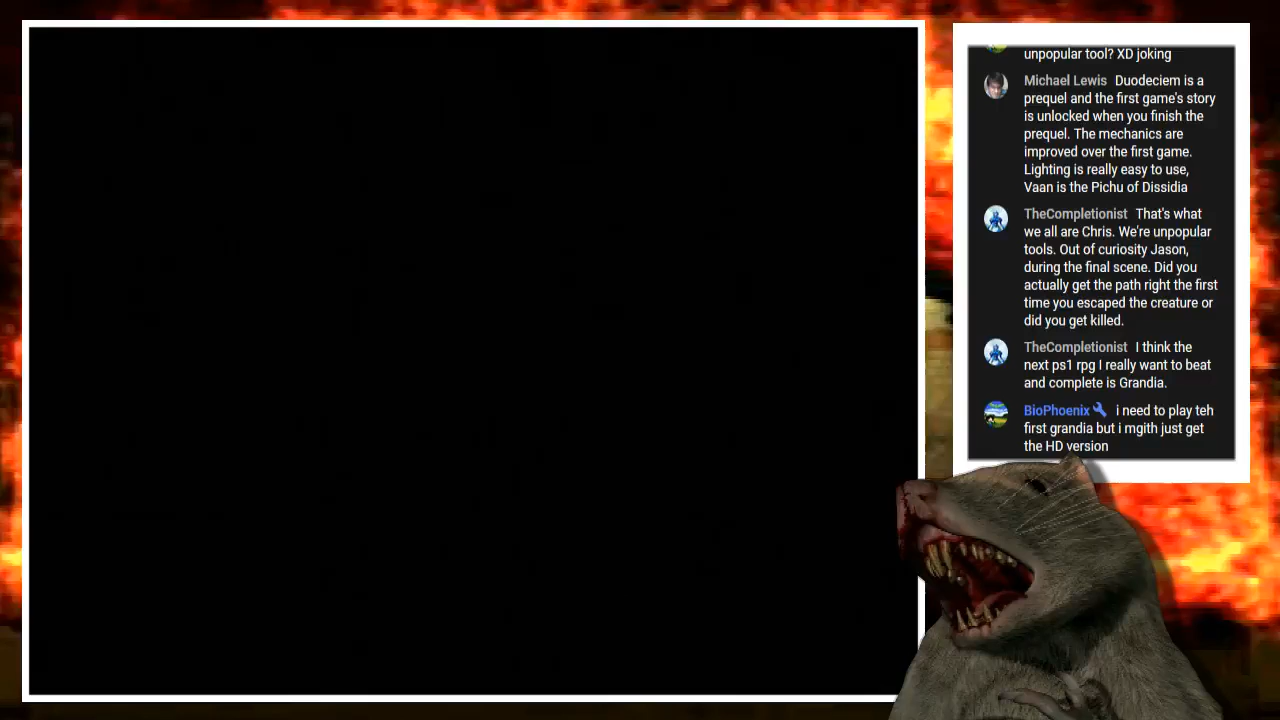 unpopular tool? XD joking
Michael Lewis Duodeciem is a
prequel and the first game's story
is unlocked when you finish the
prequel. The mechanics are
improved over the first game.
Lighting is really easy to use,
Vaan is the Pichu of Dissidia
TheCompletionist That's what
we all are Chris. We're unpopular
tools. Out of curiosity Jason,
during the final scene. Did you
actually get the path right the first
time you escaped the creature or
did you get killed.
TheCompletionist I think the
next ps1 rpg I really want to beat
and complete is Grandia.
BioPhoenix i need to play teh
first grandia but i mgith just get
the HD version